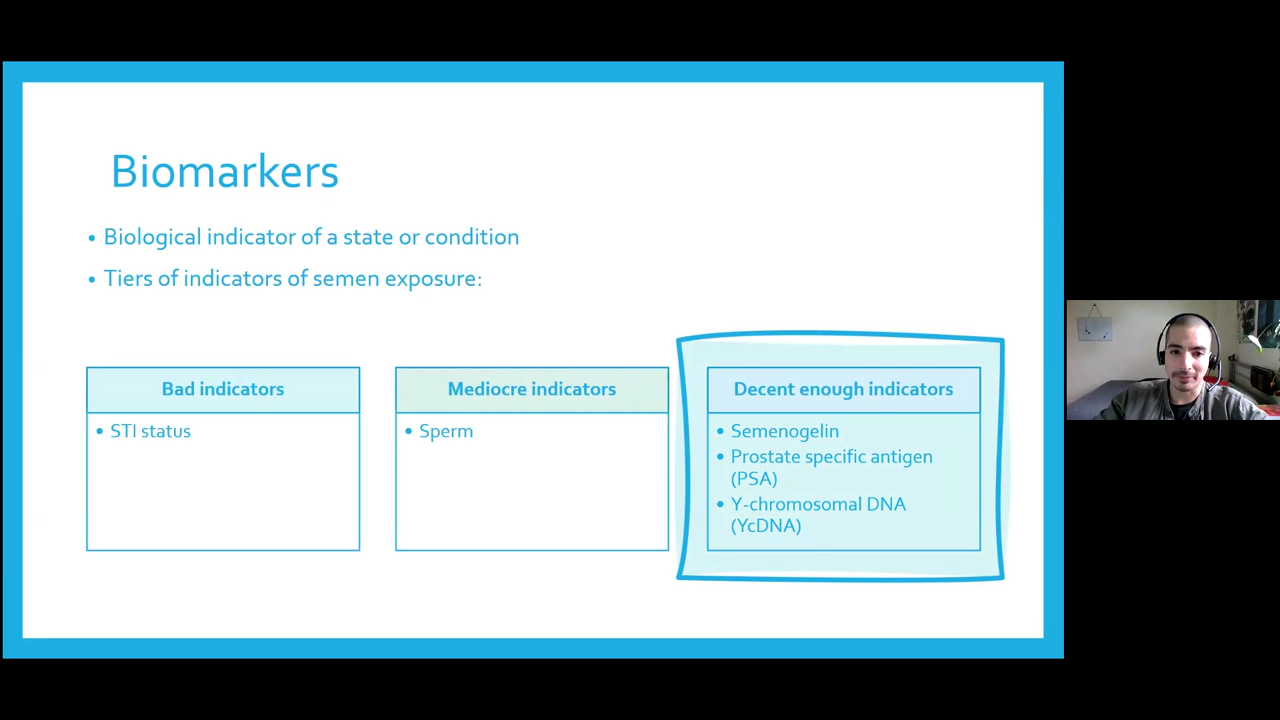 Biomarkers
• Biological indicator of a state or condition
• Tiers of indicators of semen exposure:
Bad indicators
• STI status
Mediocre indicators
• Sperm
Decent enough indicators
• Semenogelin
• Prostate specific antigen
(PSA)
• Y-chromosomal DNA
(YcDNA)